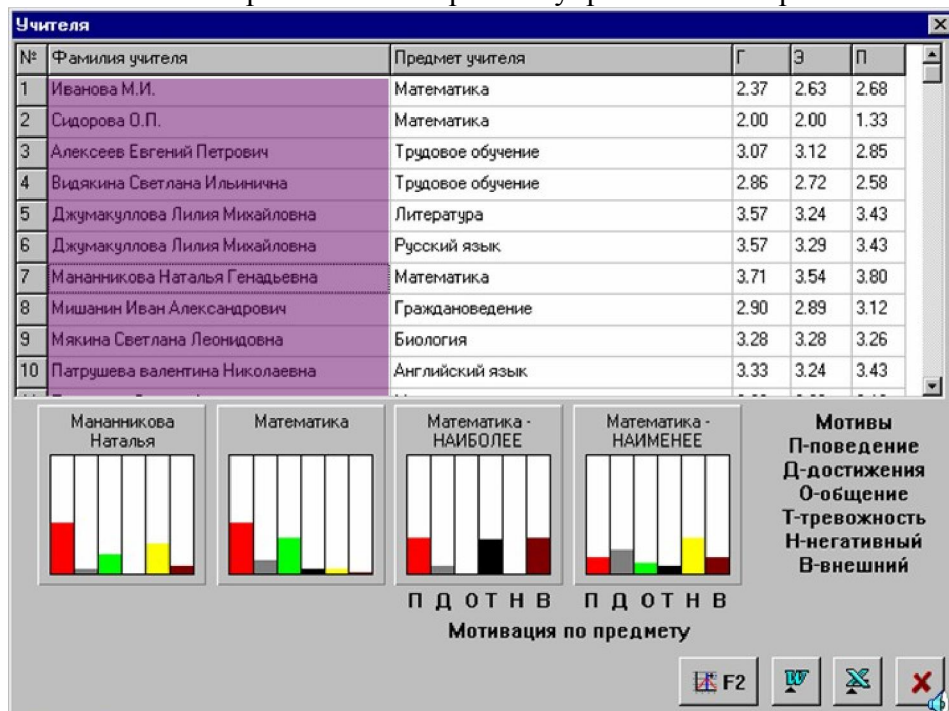 Учителя
№ Фамилия учителя Предмет учителя Г Э П
1 Иванова М.И. Математика 2.37 2.63 2.68
2 Сидорова О.П. Математика 2.00 2.00 1.33
3 Алексеев Евгений Петрович Трудовое обучение 3.07 3.12 2.85
4 Видякина Светлана Ильинична Трудовое обучение 2.86 2.72 2.58
5 Джумакуллова Лилия Михайловна Литература 3.57 3.24 3.43
6 Джумакуллова Лилия Михайловна Русский язык 3.57 3.29 3.43
7 Мананникова Наталья Генадьевна Математика 3.71 3.54 3.80
8 Мишанин Иван Александрович Граждановедение 2.90 2.89 3.12
9 Мякина Светлана Леонидовна Биология 3.28 3.28 3.26
10 Патрушева валентина Николаевна Английский язык 3.33 3.24 3.43
Мананникова
Наталья
Математика
Математика -
НАИБОЛЕЕ
Математика -
НАИМЕНЕЕ
Мотивы
П-поведение
Д-достижения
О-общение
Т-тревожность
Н-негативный
В-внешний
П Д О Т Н В П Д О Т Н В
Мотивация по предмету
F2